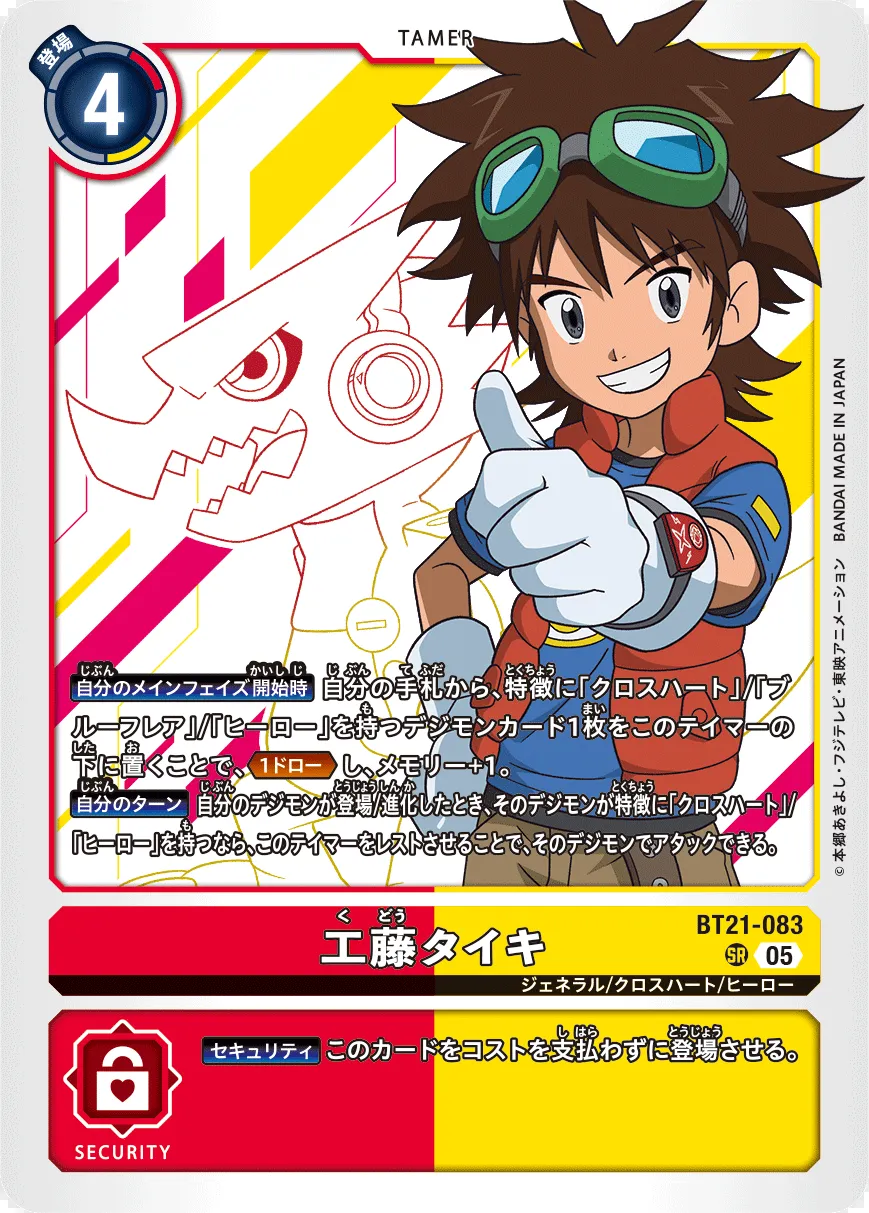 登場
4
TAMER
自分のメインフェイズ開始時 自分の手札から、特徴に「クロスハート」/「ブ
ルーフレア」/「ヒーロー」を持つデジモンカード1枚をこのテイマーの
下に置くことで、1ドロー し、メモリー+1。
自分のターン 自分のデジモンが登場/進化したとき、そのデジモンが特徴に「クロスハート」/
「ヒーロー」を持つなら、このテイマーをレストさせることで、そのデジモンでアタックできる。
©本郷あきよし・フジテレビ・東映アニメーション BANDAI MADE IN JAPAN
工藤タイキ
くどう
BT21-083
SR 05
ジェネラル/クロスハート/ヒーロー
セキュリティ このカードをコストを支払わずに登場させる。
SECURITY